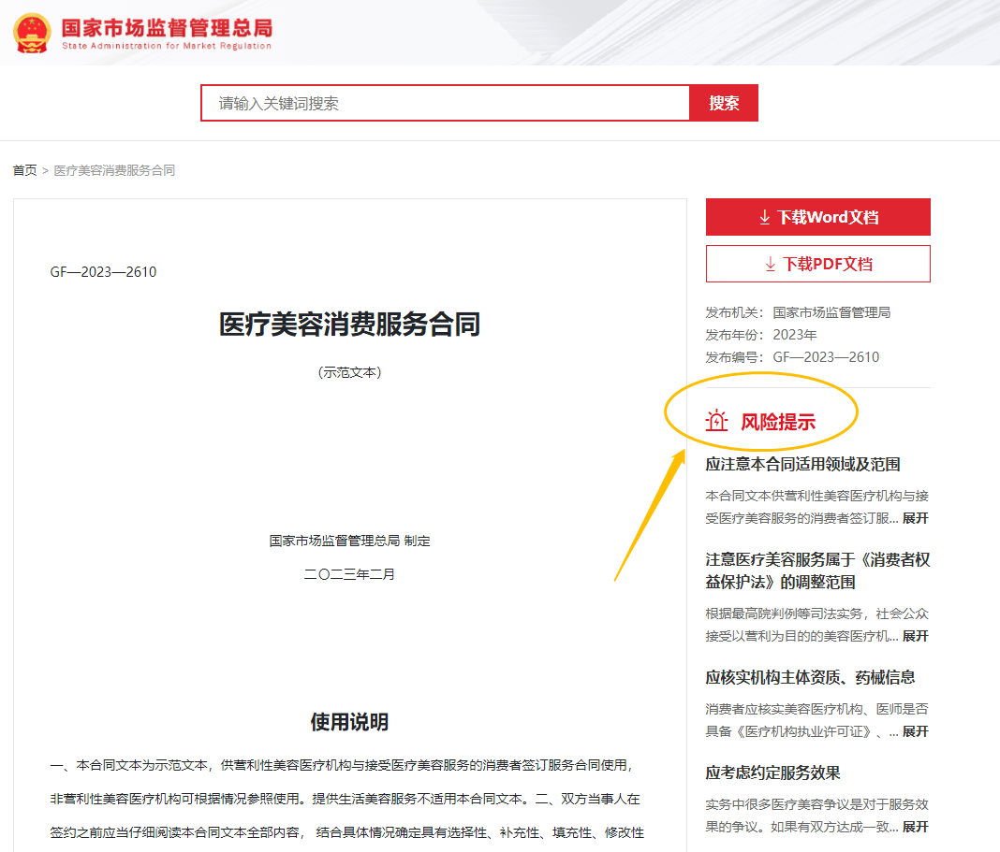 国家市场监督管理总局
State Administration for Market Regulation
请输入关键词搜索
搜索
首页 > 医疗美容消费服务合同
GF—2023—2610
医疗美容消费服务合同
（示范文本）
国家市场监督管理总局 制定
二〇二三年二月
使用说明
一、本合同文本为示范文本，供营利性美容医疗机构与接受医疗美容服务的消费者签订服务合同使用，
非营利性美容医疗机构可根据情况参照使用。提供生活美容服务不适用本合同文本。二、双方当事人在
签约之前应当仔细阅读本合同文本全部内容， 结合具体情况确定具有选择性、补充性、填充性、修改性
下载Word文档
下载PDF文档
发布机关： 国家市场监督管理局
发布年份： 2023年
发布编号： GF—2023—2610
风险提示
应注意本合同适用领域及范围
本合同文本供营利性美容医疗机构与接
受医疗美容服务的消费者签订服... 展开
注意医疗美容服务属于《消费者权
益保护法》的调整范围
根据最高院判例等司法实务，社会公众
接受以营利为目的的美容医疗机... 展开
应核实机构主体资质、药械信息
消费者应核实美容医疗机构、医师是否
具备《医疗机构执业许可证》、... 展开
应考虑约定服务效果
实务中很多医疗美容争议是对于服务效
果的争议。如果有双方达成一致... 展开